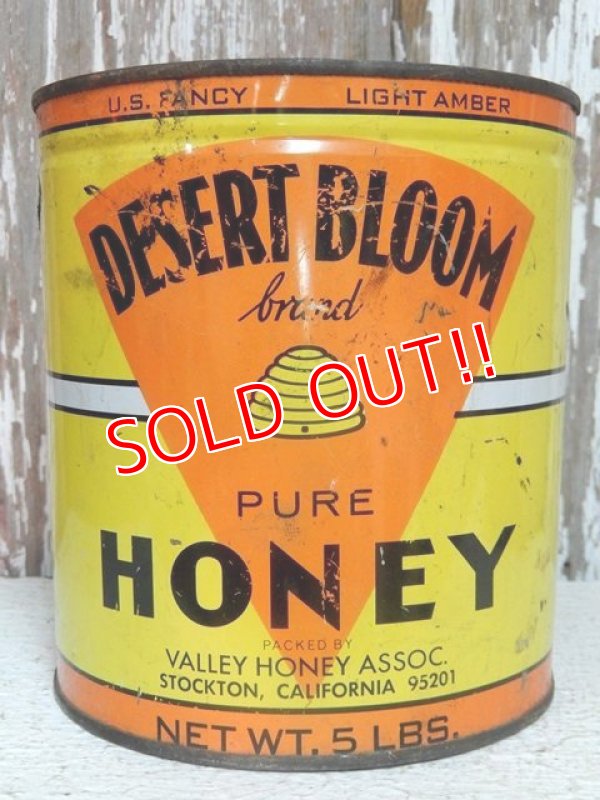 U.S. FANCY LIGHT AMBER
DESERT BLOOM
brand
SOLD OUT!!
PURE
HONEY
PACKED BY
VALLEY HONEY ASSOC.
STOCKTON, CALIFORNIA 95201
NET WT. 5 LBS.